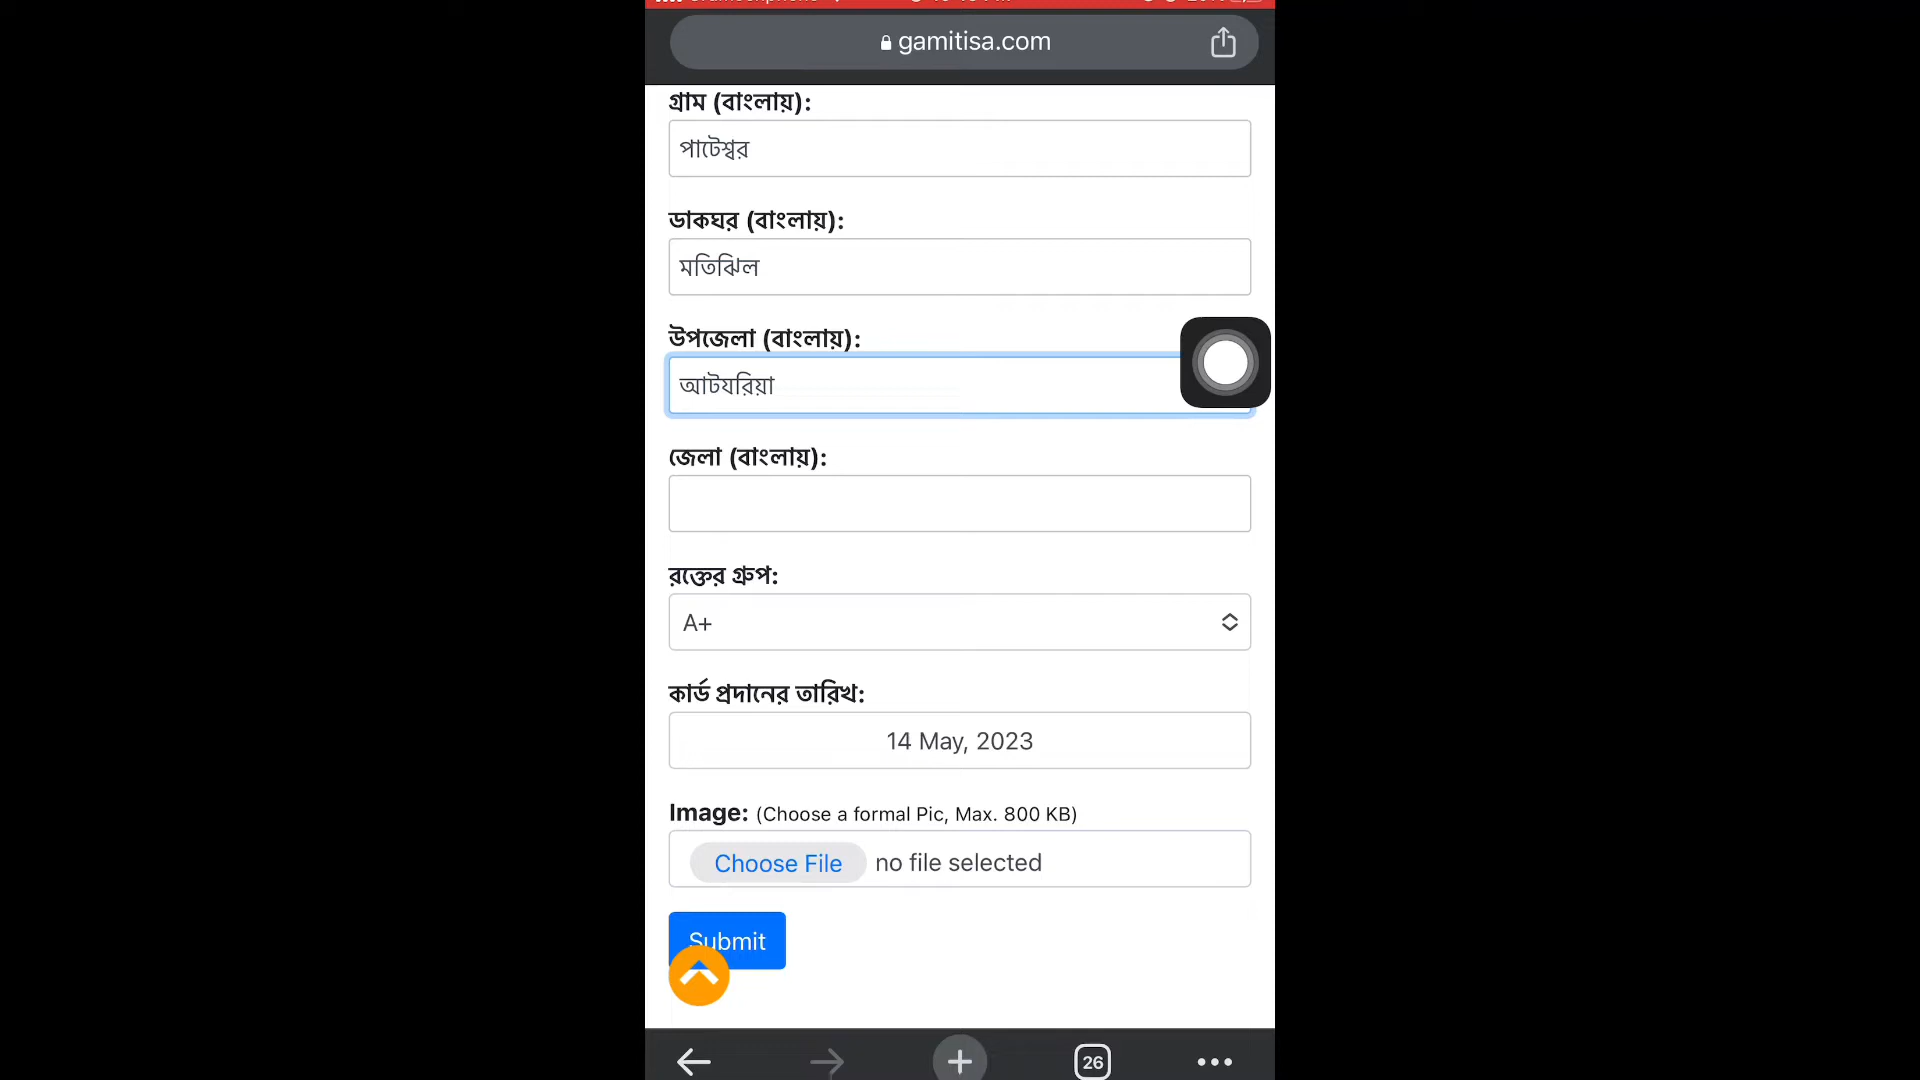 gamitisa.com
গ্রাম (বাংলায়):
পাটেশ্বর
ডাকঘর (বাংলায়):
মতিঝিল
উপজেলা (বাংলায়):
আটযরিয়া
জেলা (বাংলায়):
রক্তের গ্রুপ:
A+
কার্ড প্রদানের তারিখ:
14 May, 2023
Image: (Choose a formal Pic, Max. 800 KB)
Choose File no file selected
Submit
26